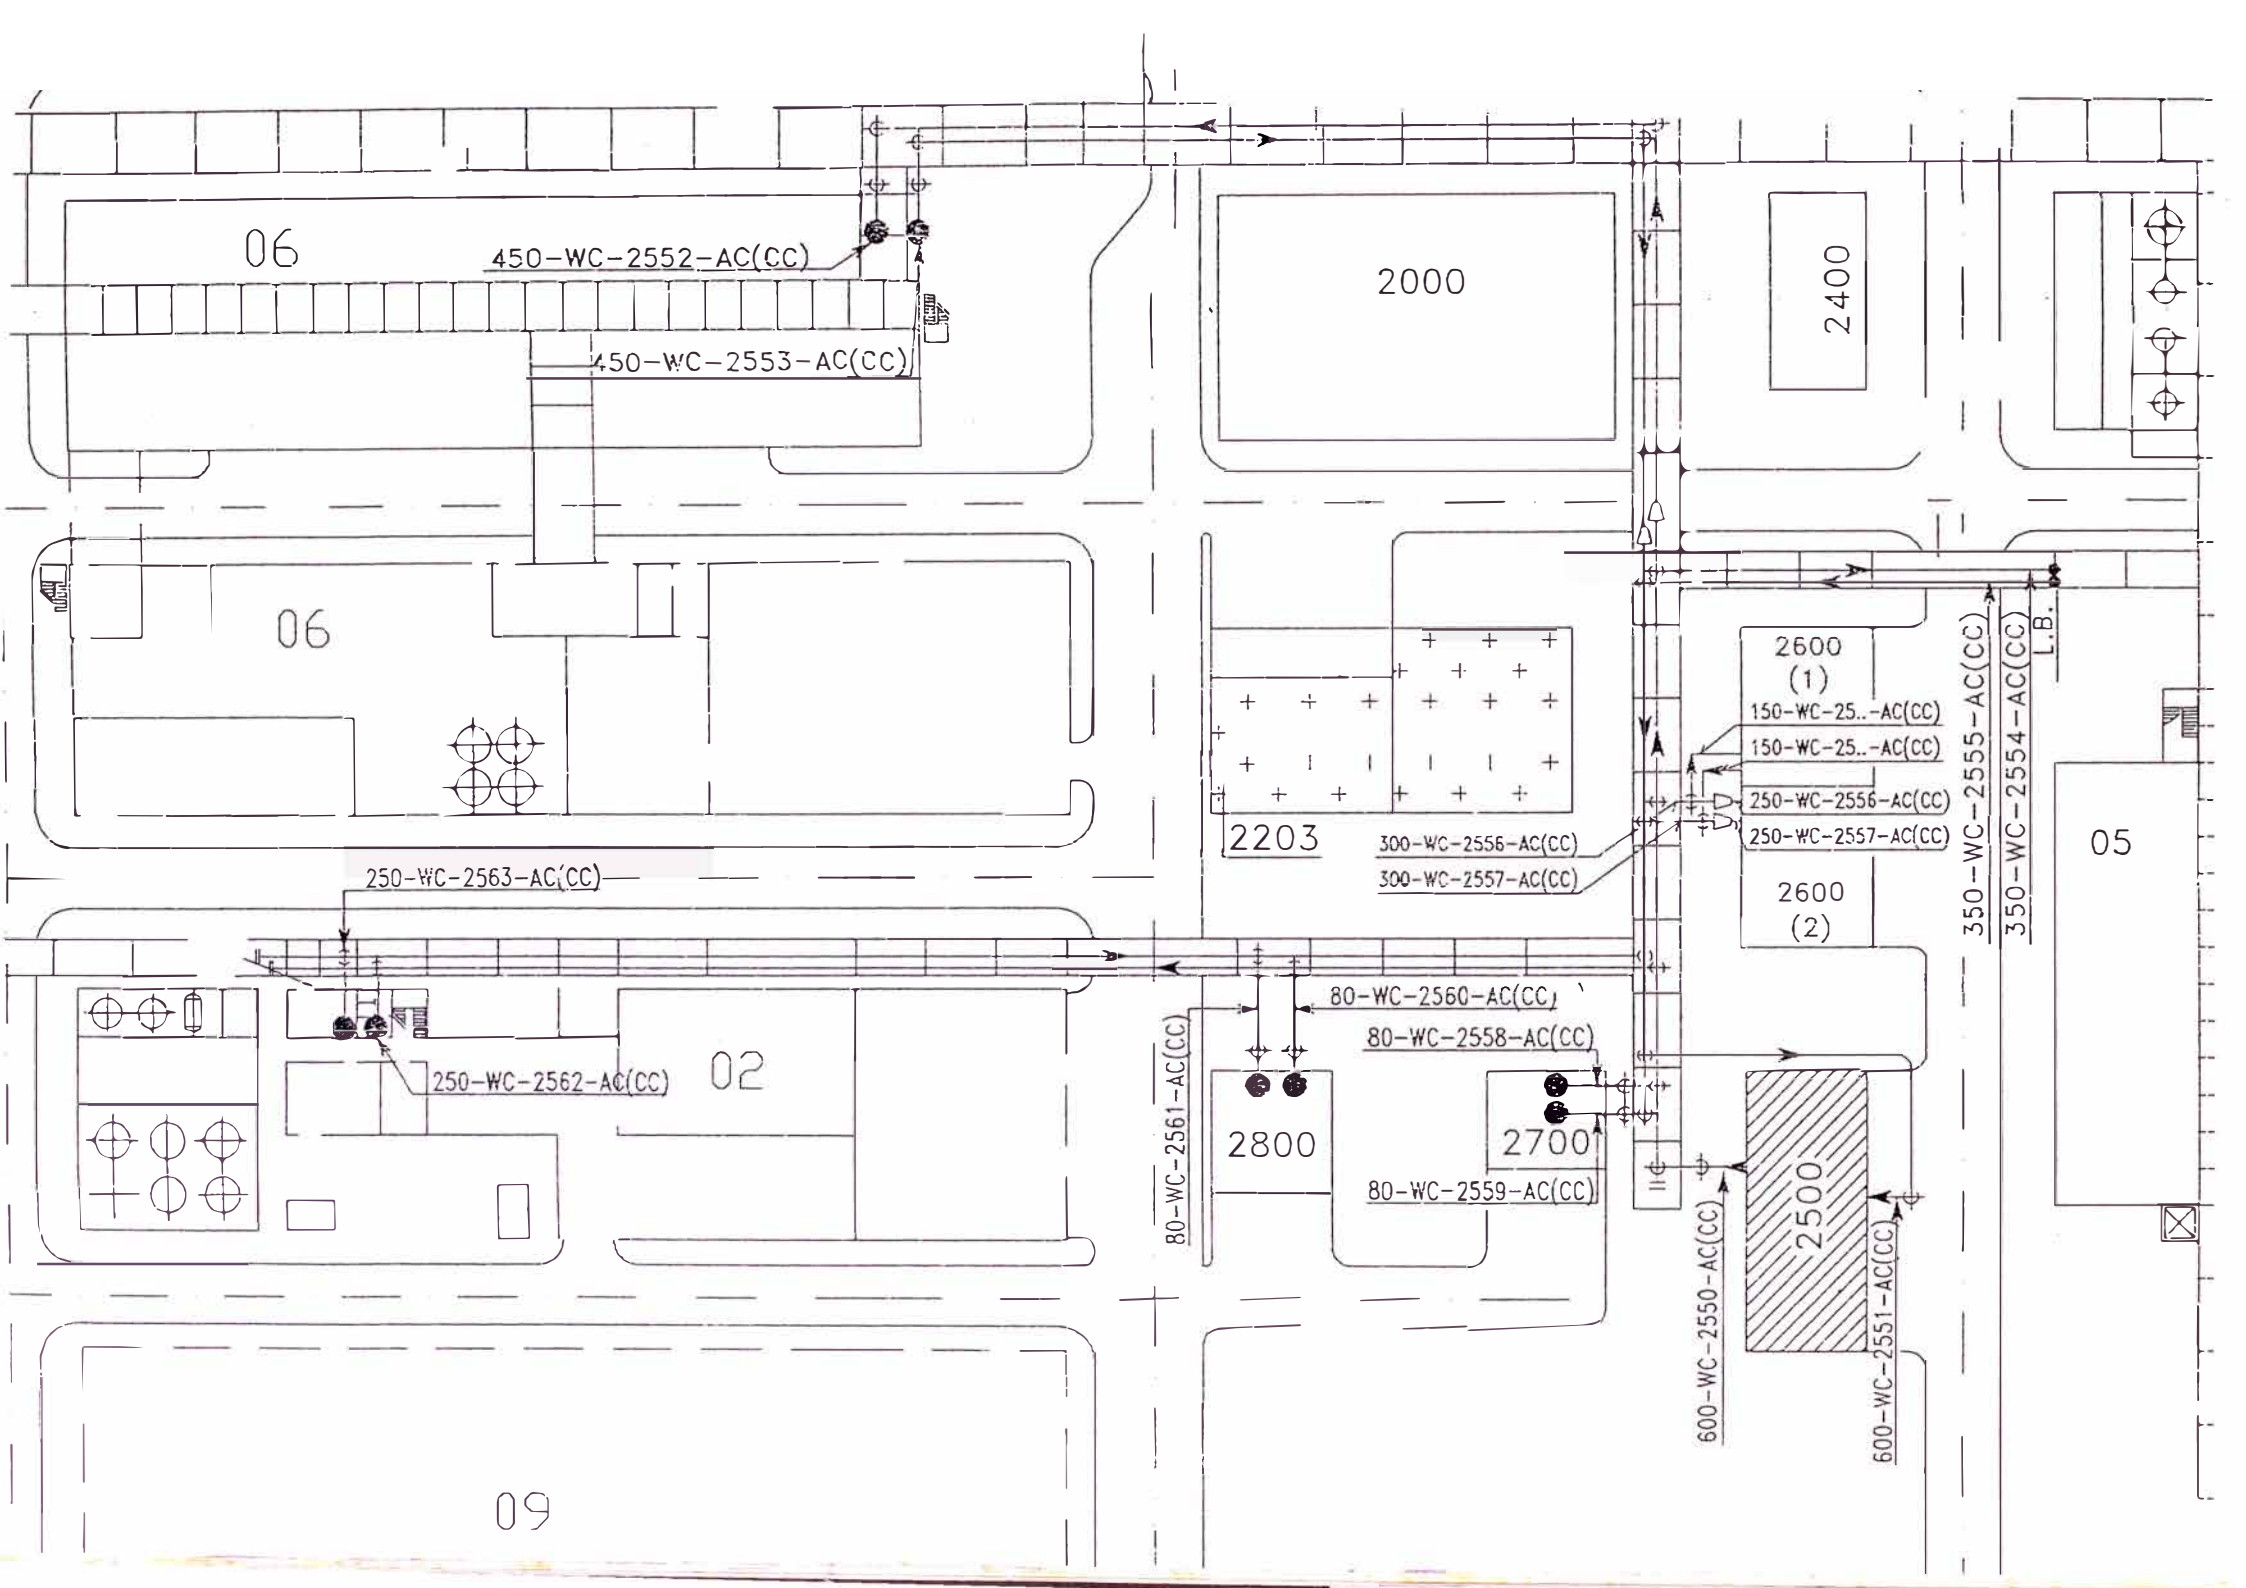 06
450-WC-2552-AC(CC)
2000
2400
450-WC-2553-AC(CC)
06
2600
(1)
L.B.
150-WC-25..-AC(CC)
150-WC-25..-AC(CC)
250-WC-2556-AC(CC)
250-WC-2557-AC(CC)
350-WC-2555-AC(CC)
350-WC-2554-AC(CC)
2203
300-WC-2556-AC(CC)
300-WC-2557-AC(CC)
05
250-WC-2563-AC(CC)
2600
(2)
80-WC-2560-AC(CC)
80-WC-2558-AC(CC)
80-WC-2561-AC(CC)
250-WC-2562-AC(CC)
02
2800
2700
80-WC-2559-AC(CC)
2500
600-WC-2550-AC(CC)
600-WC-2551-AC(CC)
09